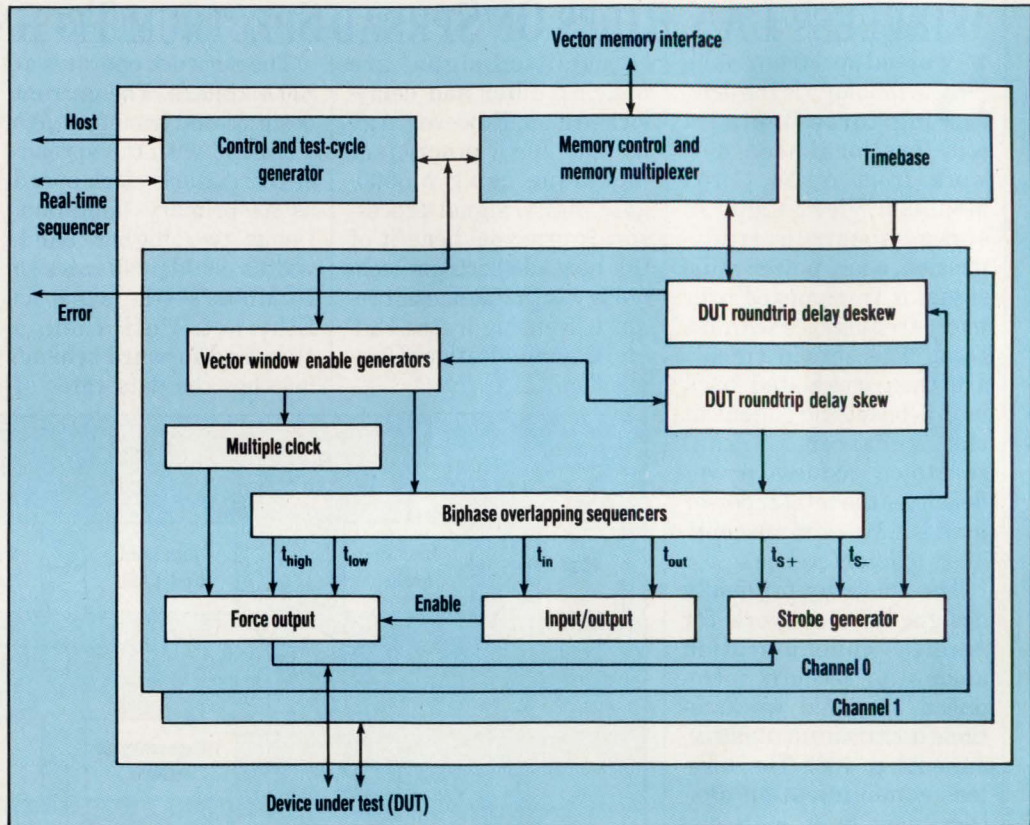 Vector memory interface
Host
Control and test-cycle
generator
Memory control and
memory multiplexer
Timebase
Real-time
sequencer
Error
DUT roundtrip delay deskew
Vector window enable generators
DUT roundtrip delay skew
Multiple clock
Biphase overlapping sequencers
thigh
tlow
tin
tout
tS+
tS–
Enable
Force output
Input/output
Strobe generator
Channel 0
Channel 1
Device under test (DUT)